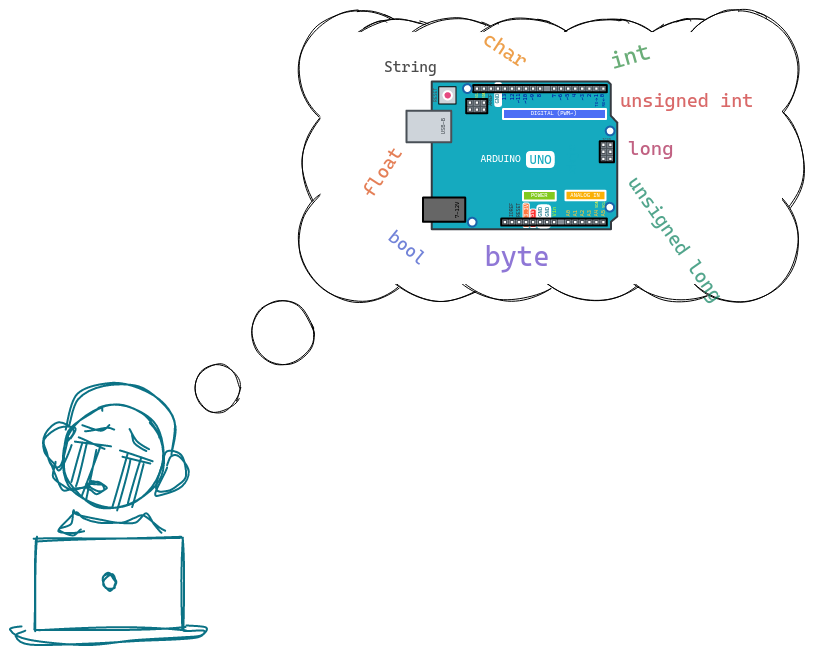 char
int
String
unsigned int
DIGITAL (PWM~)
USB-B
ARDUINO UNO
long
float
unsigned long
POWER
ANALOG IN
7-12V
bool
byte